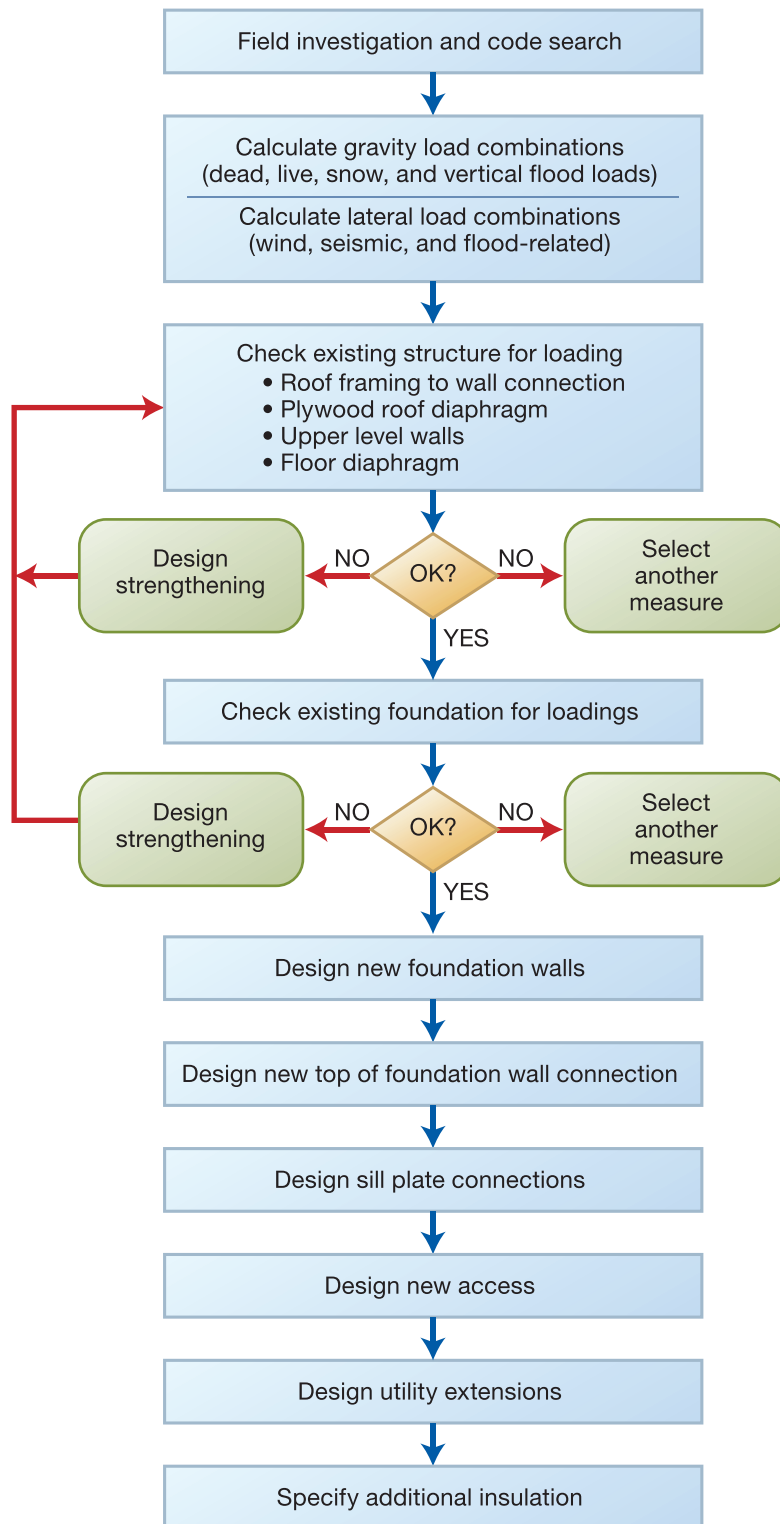 Field investigation and code search
Calculate gravity load combinations
(dead, live, snow, and vertical flood loads)
Calculate lateral load combinations
(wind, seismic, and flood-related)
Check existing structure for loading
• Roof framing to wall connection
• Plywood roof diaphragm
• Upper level walls
• Floor diaphragm
Design
strengthening
NO
OK?
NO
Select
another
measure
YES
Check existing foundation for loadings
Design
strengthening
NO
OK?
NO
Select
another
measure
YES
Design new foundation walls
Design new top of foundation wall connection
Design sill plate connections
Design new access
Design utility extensions
Specify additional insulation